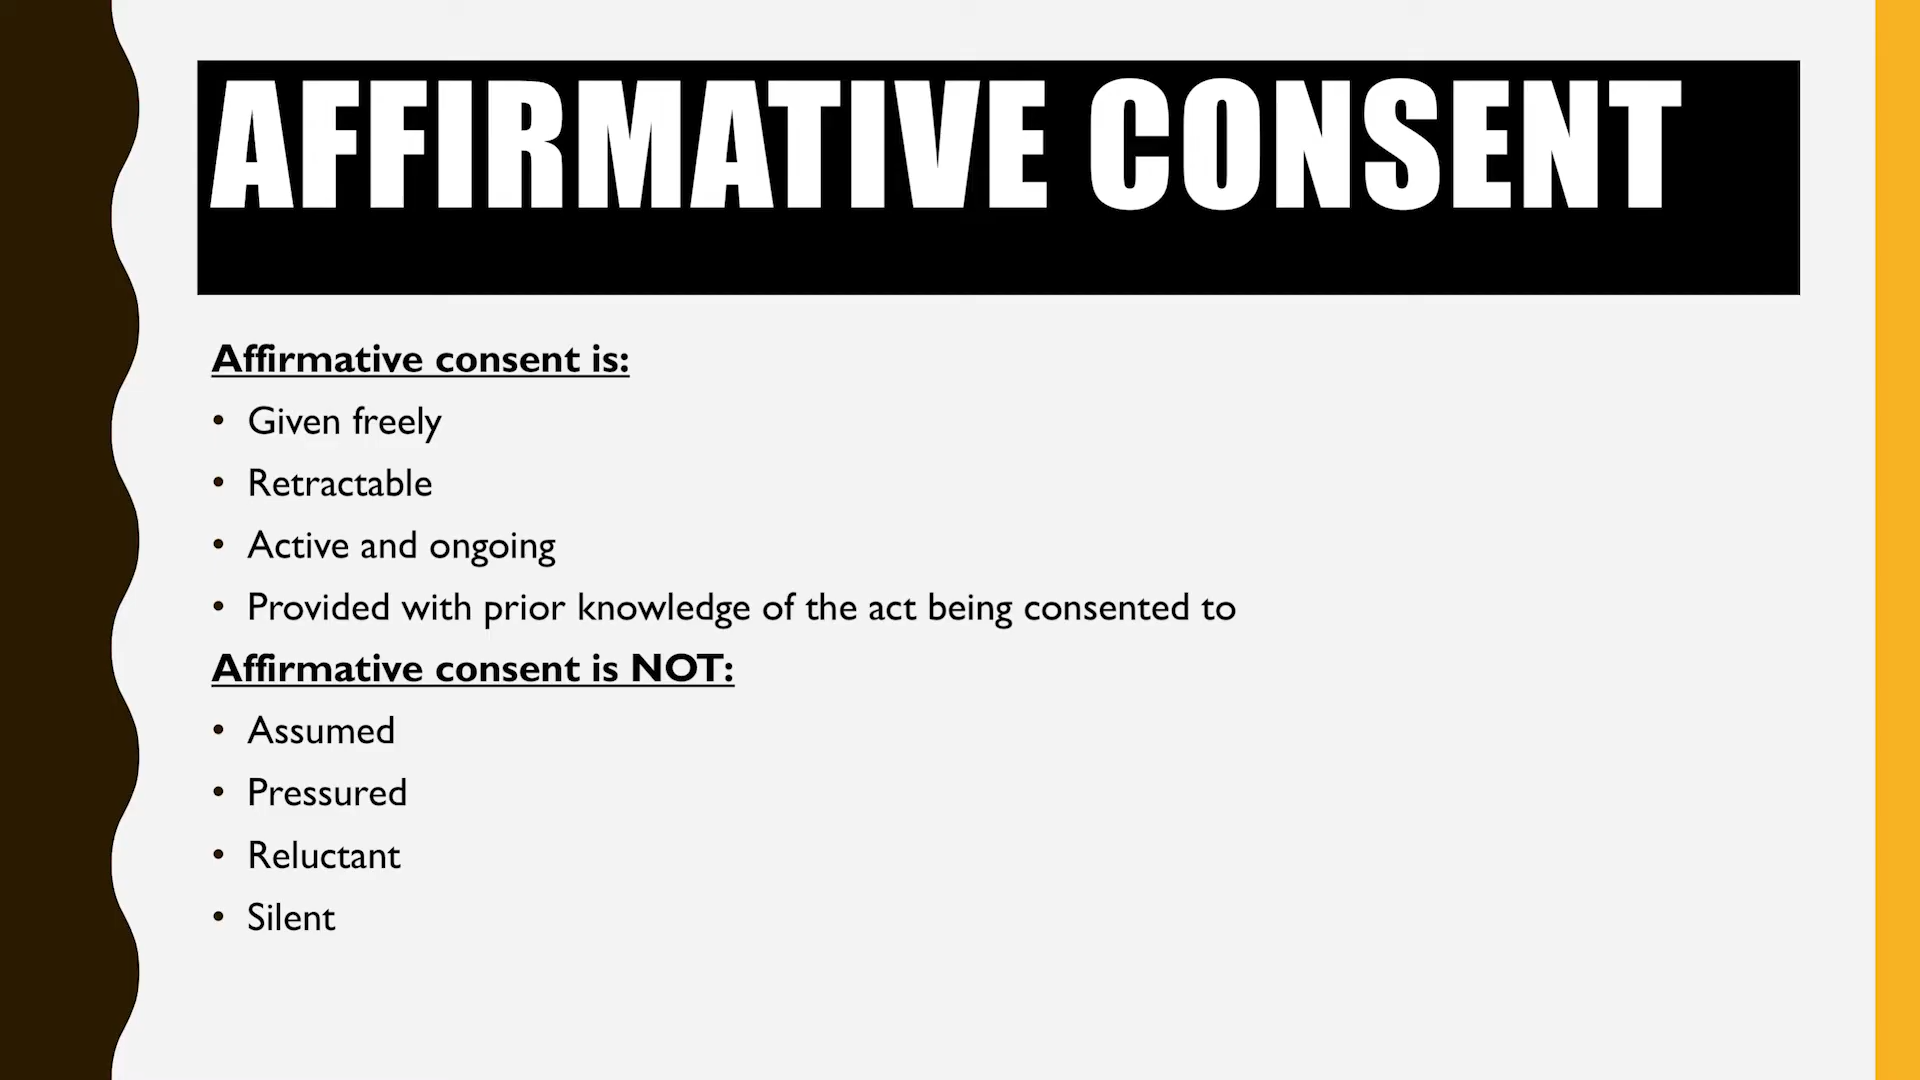 AFFIRMATIVE CONSENT
Affirmative consent is:
• Given freely
• Retractable
• Active and ongoing
• Provided with prior knowledge of the act being consented to
Affirmative consent is NOT:
• Assumed
• Pressured
• Reluctant
• Silent